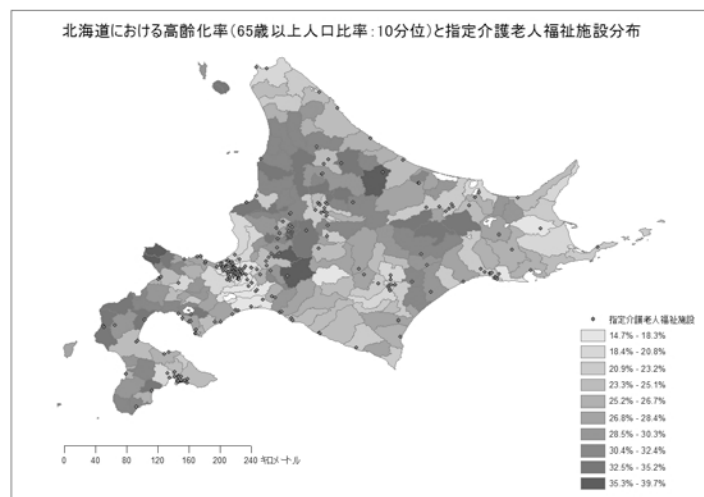 北海道における高齢化率(65歳以上人口比率:10分位)と指定介護老人福祉施設分布
指定介護老人福祉施設
14.7% - 18.3%
18.4% - 20.8%
20.9% - 23.2%
23.3% - 25.1%
25.2% - 26.7%
26.8% - 28.4%
28.5% - 30.3%
30.4% - 32.4%
32.5% - 35.2%
35.3% - 39.7%
0 40 80 120 160 200 240 キロメートル